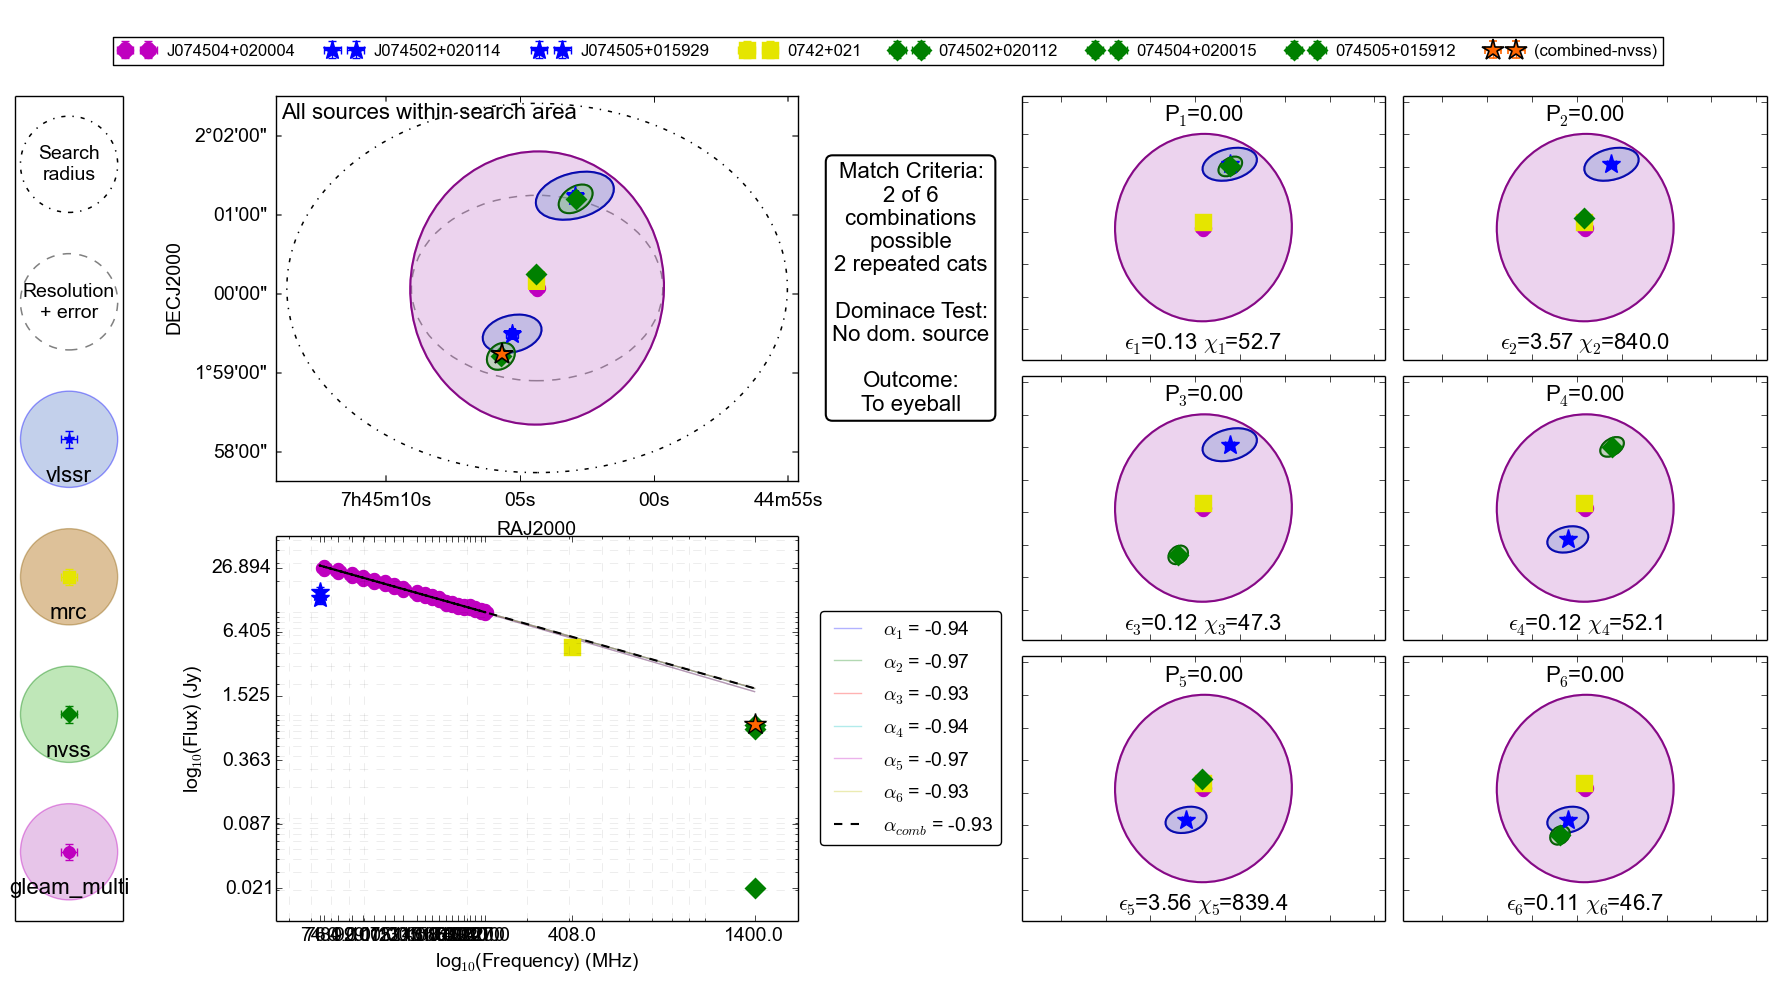 J074504+020004 J074502+020114 J074505+015929 0742+021 074502+020112 074504+020015 074505+015912 (combined-nvss)
Search
radius
Resolution
+ error
vlssr
mrc
nvss
gleam_multi
All sources within search area
2°02'00"
01'00"
00'00"
1°59'00"
58'00"
DECJ2000
7h45m10s 05s 00s 44m55s
RAJ2000
26.894
6.405
1.525
0.363
0.087
0.021
log10(Flux) (Jy)
408.0 1400.0
log10(Frequency) (MHz)
Match Criteria:
2 of 6
combinations
possible
2 repeated cats
Dominace Test:
No dom. source
Outcome:
To eyeball
α1 = -0.94
α2 = -0.97
α3 = -0.93
α4 = -0.94
α5 = -0.97
α6 = -0.93
αcomb = -0.93
P1=0.00
ϵ1=0.13 χ1=52.7
P2=0.00
ϵ2=3.57 χ2=840.0
P3=0.00
ϵ3=0.12 χ3=47.3
P4=0.00
ϵ4=0.12 χ4=52.1
P5=0.00
ϵ5=3.56 χ5=839.4
P6=0.00
ϵ6=0.11 χ6=46.7